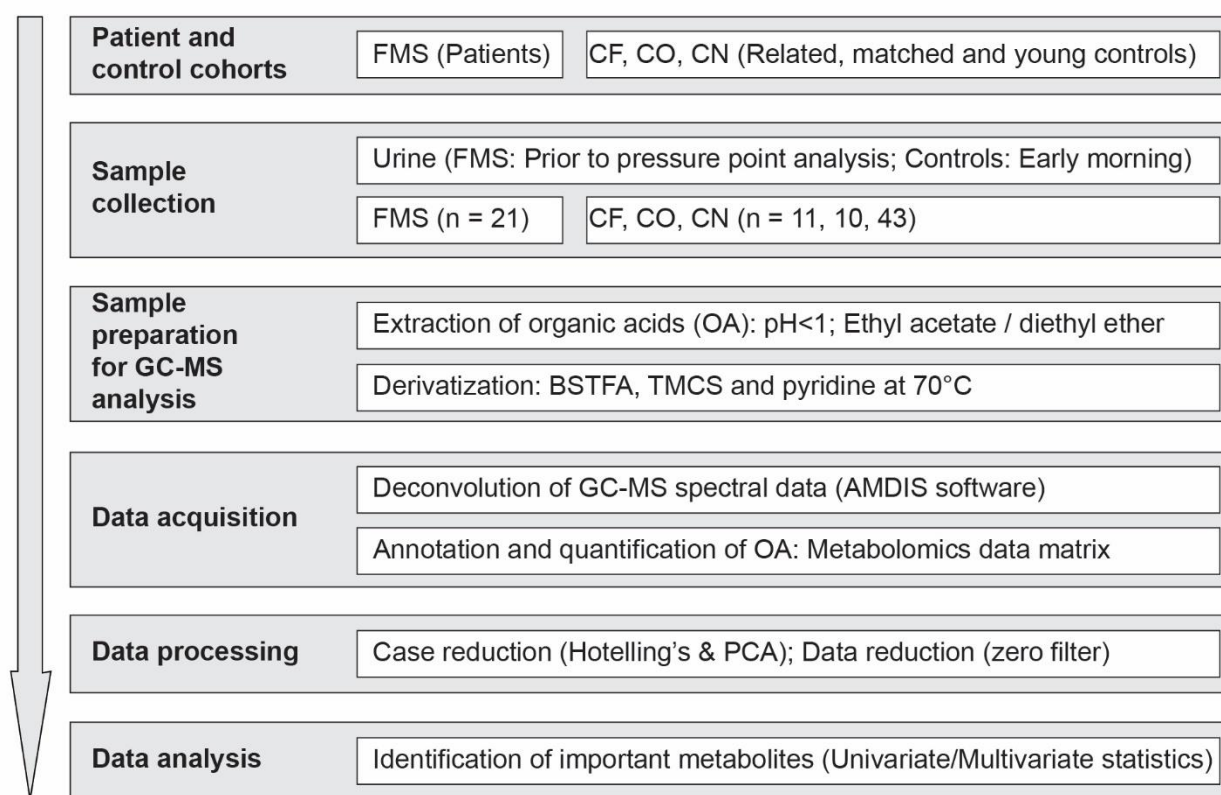 Patient and
control cohorts
FMS (Patients)
CF, CO, CN (Related, matched and young controls)
Sample
collection
Urine (FMS: Prior to pressure point analysis; Controls: Early morning)
FMS (n = 21)
CF, CO, CN (n = 11, 10, 43)
Sample
preparation
for GC-MS
analysis
Extraction of organic acids (OA): pH<1; Ethyl acetate / diethyl ether
Derivatization: BSTFA, TMCS and pyridine at 70°C
Data acquisition
Deconvolution of GC-MS spectral data (AMDIS software)
Annotation and quantification of OA: Metabolomics data matrix
Data processing
Case reduction (Hotelling's & PCA); Data reduction (zero filter)
Data analysis
Identification of important metabolites (Univariate/Multivariate statistics)